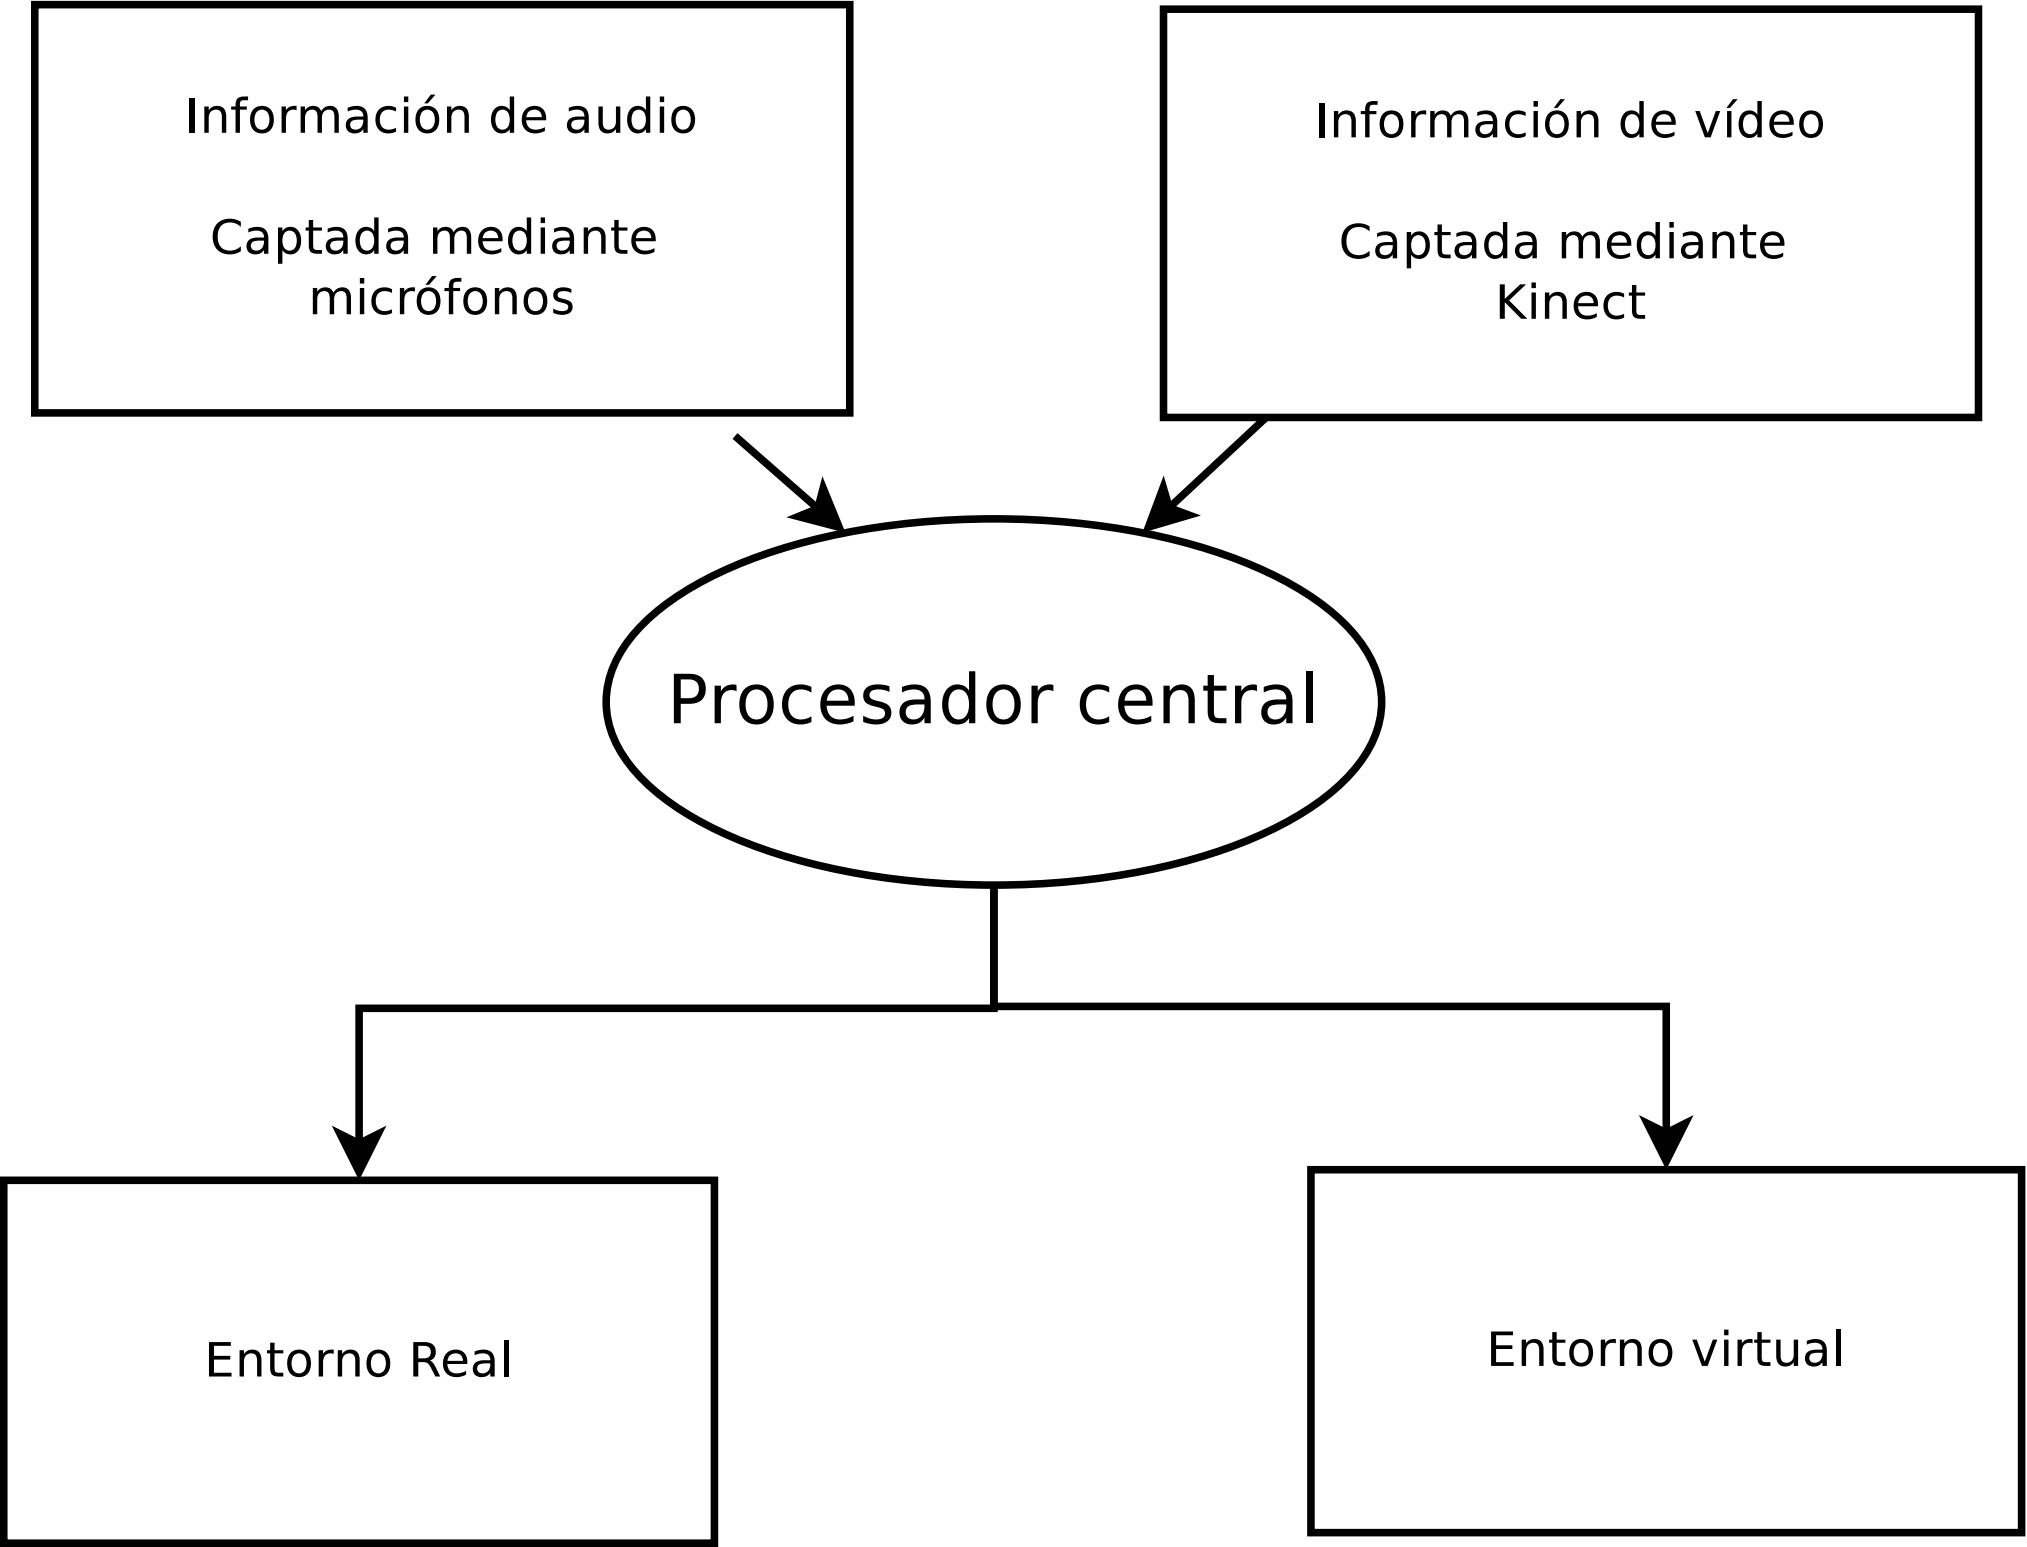 Información de audio
Captada mediante
micrófonos
Información de vídeo
Captada mediante
Kinect
Procesador central
Entorno Real
Entorno virtual